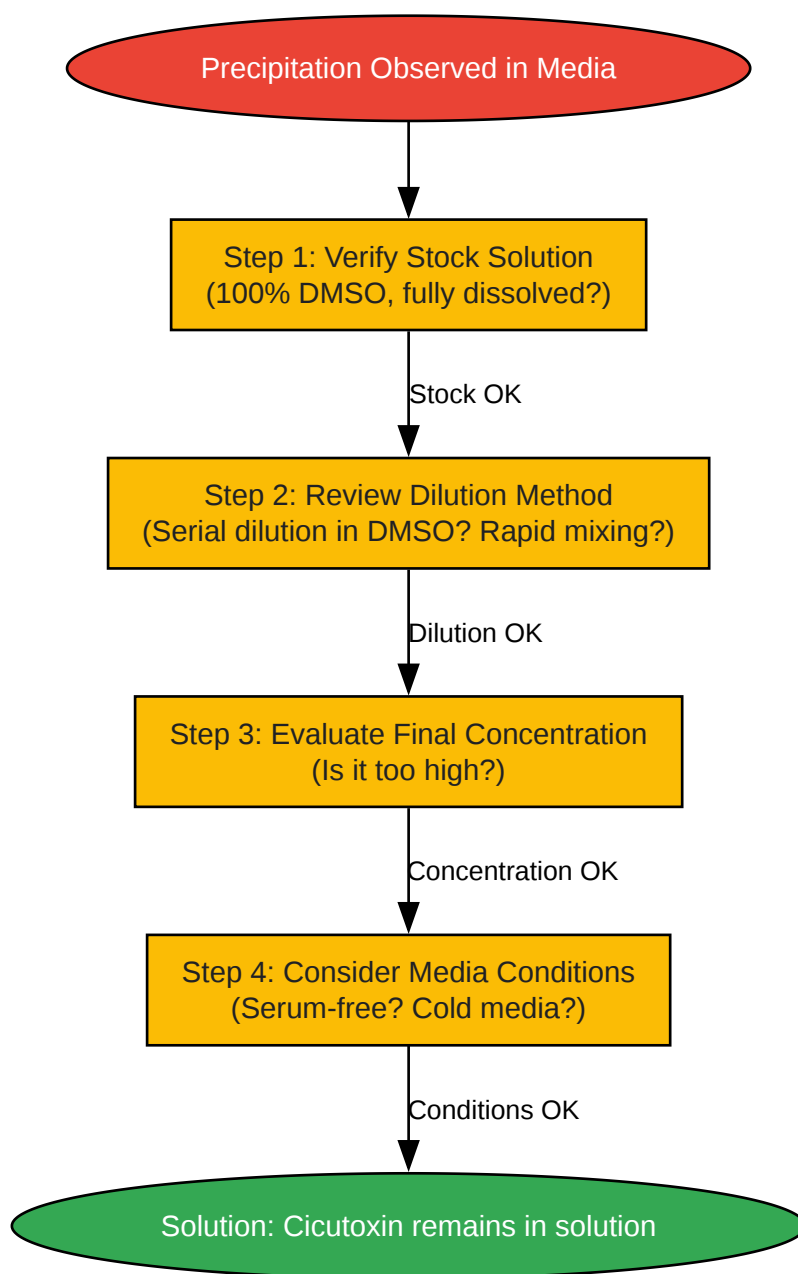 Precipitation Observed in Media
Step 1: Verify Stock Solution
(100% DMSO, fully dissolved?)
Stock OK
Step 2: Review Dilution Method
(Serial dilution in DMSO? Rapid mixing?)
Dilution OK
Step 3: Evaluate Final Concentration
(Is it too high?)
Concentration OK
Step 4: Consider Media Conditions
(Serum-free? Cold media?)
Conditions OK
Solution: Cicutoxin remains in solution